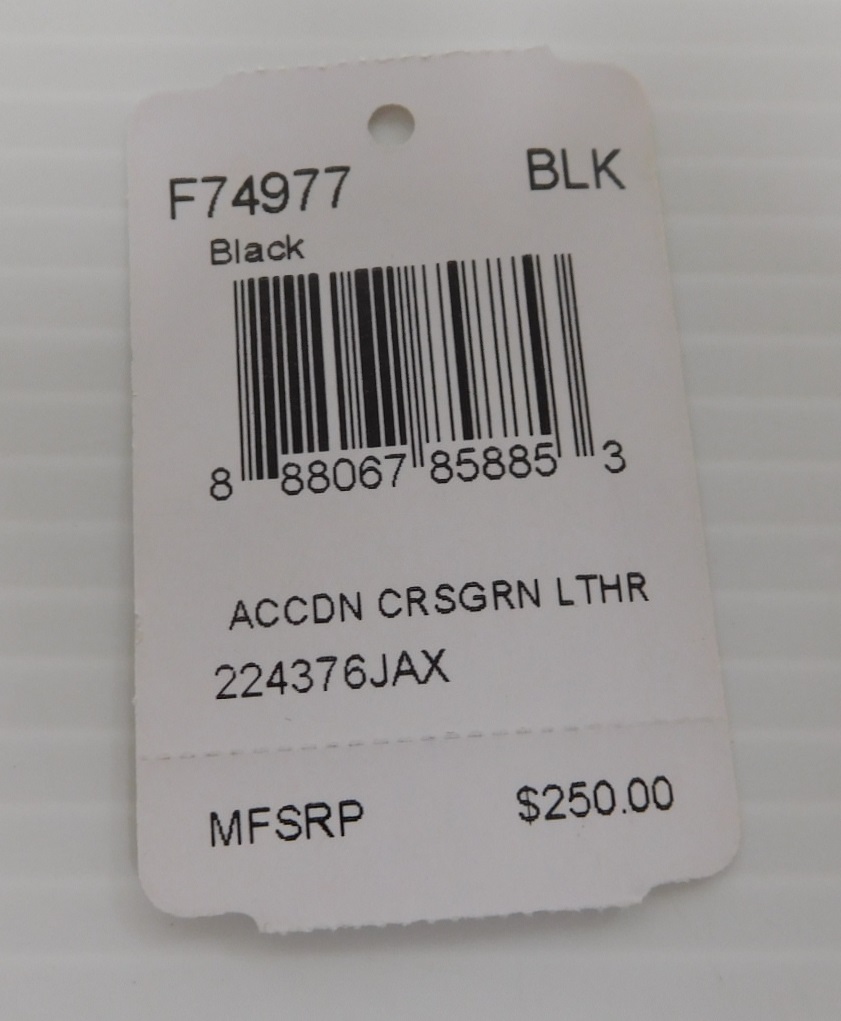 F74977 BLK
Black
8 88067 85885 3
ACCDN CRSGRN LTHR
224376JAX
MFSRP $250.00